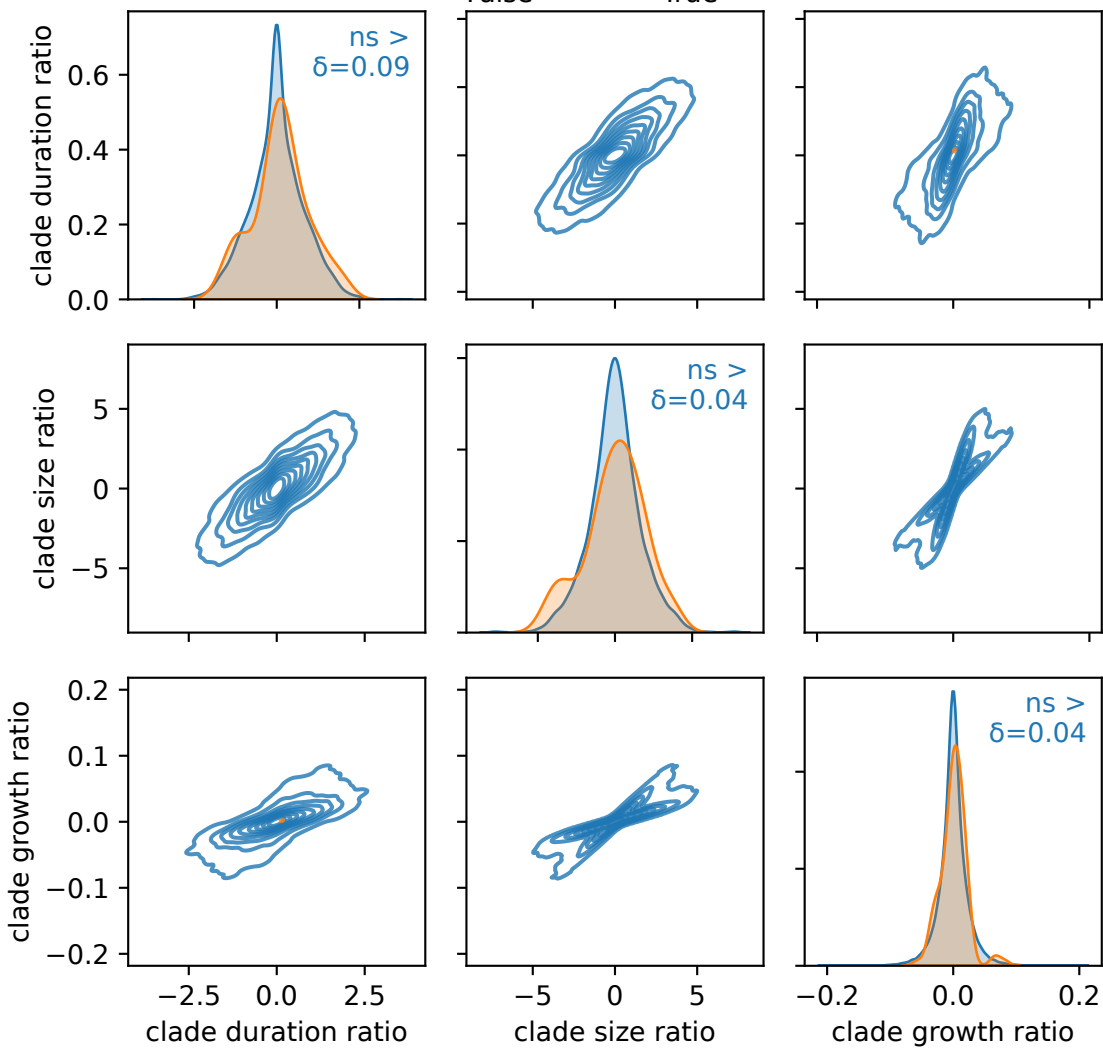 False True
clade duration ratio
0.6
0.4
0.2
0.0
ns >
δ=0.09
clade size ratio
5
0
−5
ns >
δ=0.04
clade growth ratio
0.2
0.1
0.0
−0.1
−0.2
ns >
δ=0.04
−2.5 0.0 2.5
−5 0 5
−0.2 0.0 0.2
clade duration ratio
clade size ratio
clade growth ratio